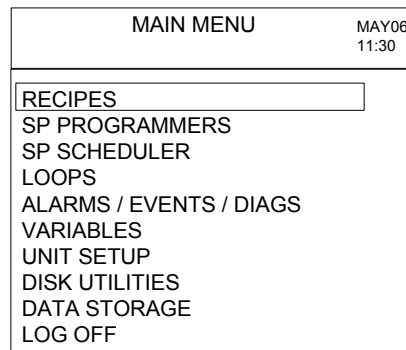 MAIN MENU
MAY06
11:30
RECIPES
SP PROGRAMMERS
SP SCHEDULER
LOOPS
ALARMS / EVENTS / DIAGS
VARIABLES
UNIT SETUP
DISK UTILITIES
DATA STORAGE
LOG OFF